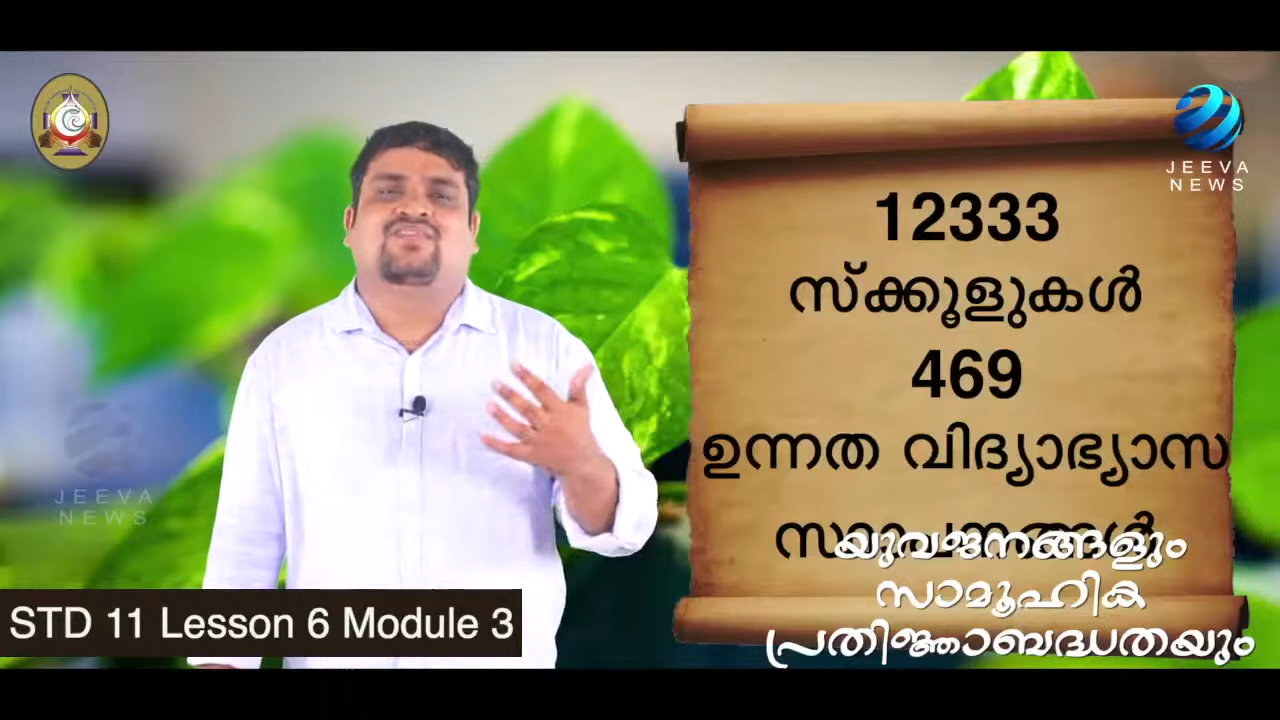 JEEVA
NEWS
12333
സ്ക്കൂളുകൾ
469
ഉന്നത വിദ്യാഭ്യാസ
യുവജനങ്ങളും
സാമൂഹിക
പ്രതിജ്ഞാബദ്ധതയും
JEEVA
NEWS
STD 11 Lesson 6 Module 3